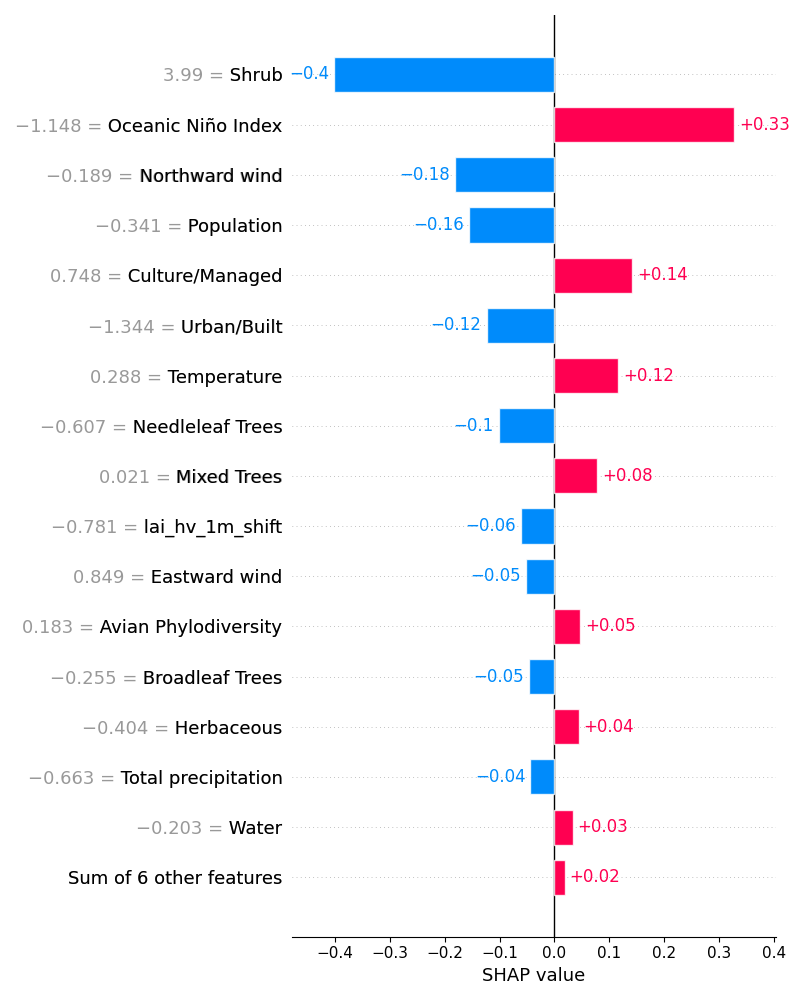 3.99 = Shrub −0.4
−1.148 = Oceanic Niño Index +0.33
−0.189 = Northward wind −0.18
−0.341 = Population −0.16
0.748 = Culture/Managed +0.14
−1.344 = Urban/Built −0.12
0.288 = Temperature +0.12
−0.607 = Needleleaf Trees −0.1
0.021 = Mixed Trees +0.08
−0.781 = lai_hv_1m_shift −0.06
0.849 = Eastward wind −0.05
0.183 = Avian Phylodiversity +0.05
−0.255 = Broadleaf Trees −0.05
−0.404 = Herbaceous +0.04
−0.663 = Total precipitation −0.04
−0.203 = Water +0.03
Sum of 6 other features +0.02
−0.4 −0.3 −0.2 −0.1 0.0 0.1 0.2 0.3 0.4
SHAP value